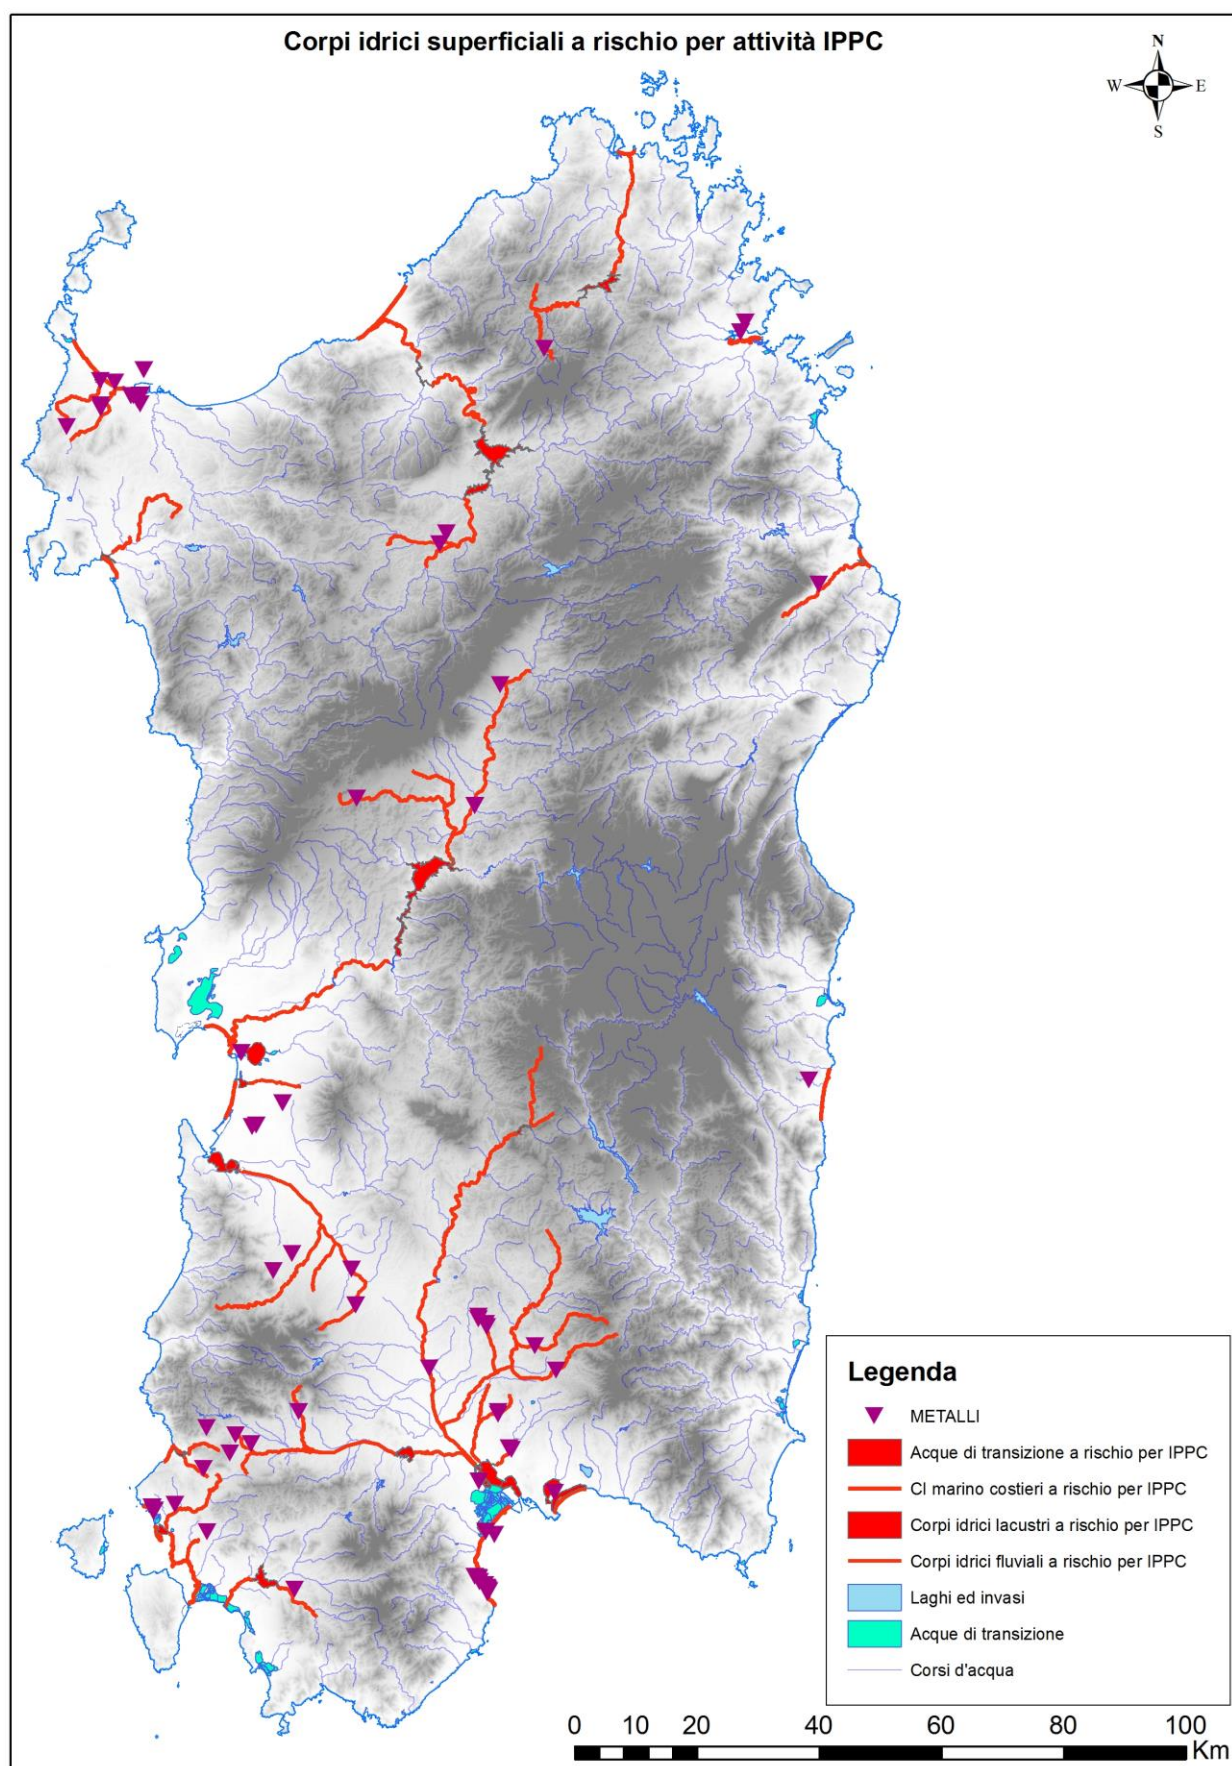 Corpi idrici superficiali a rischio per attività IPPC
N
W E
S
Legenda
METALLI
Acque di transizione a rischio per IPPC
CI marino costieri a rischio per IPPC
Corpi idrici lacustri a rischio per IPPC
Corpi idrici fluviali a rischio per IPPC
Laghi ed invasi
Acque di transizione
Corsi d'acqua
0 10 20 40 60 80 100
Km